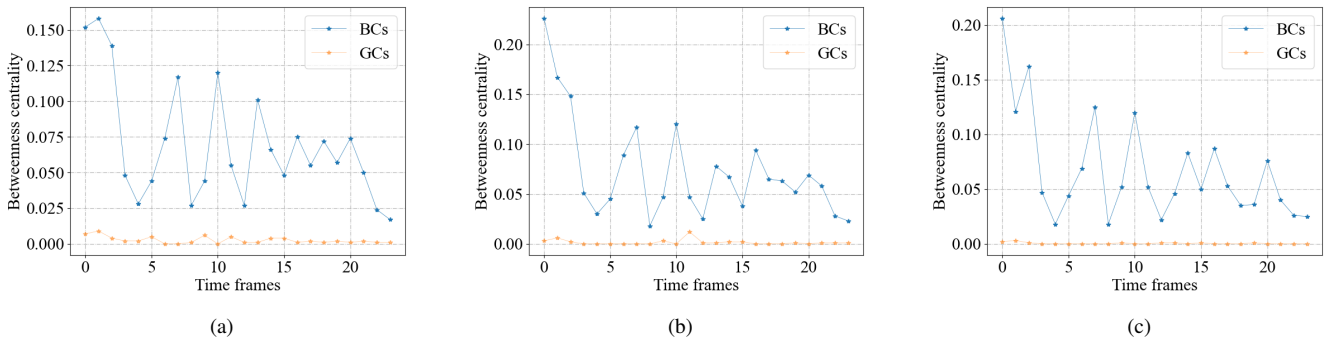 Betweenness centrality
0.150
0.125
0.100
0.075
0.050
0.025
0.000
BCs
GCs
0 5 10 15 20
Time frames
(a)
Betweenness centrality
0.20
0.15
0.10
0.05
0.00
BCs
GCs
0 5 10 15 20
Time frames
(b)
Betweenness centrality
0.20
0.15
0.10
0.05
0.00
BCs
GCs
0 5 10 15 20
Time frames
(c)